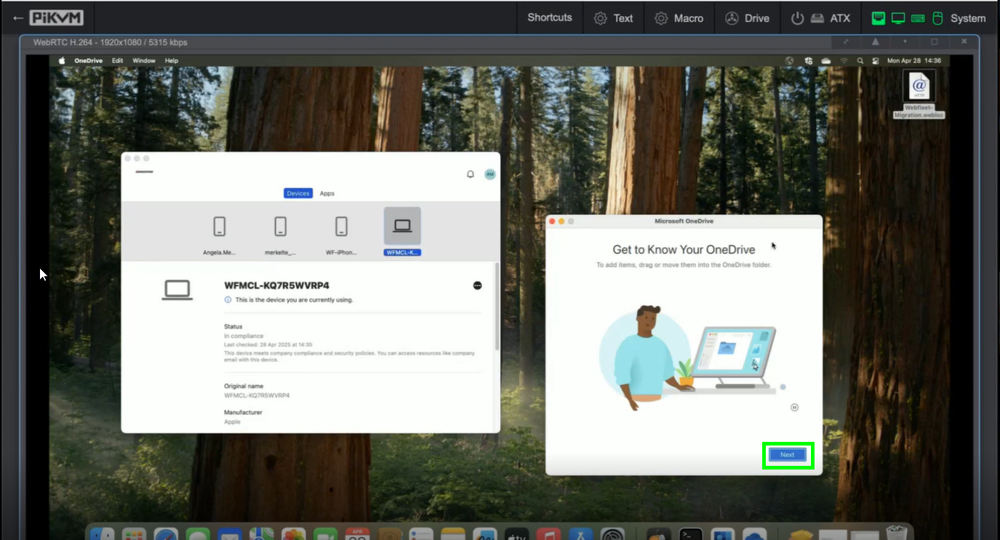 ← PiKVM
Shortcuts
Text
Macro
Drive
ATX
System
WebRTC H.264 - 1920x1080 / 5315 kbps
OneDrive Edit Window Help
Mon Apr 28 14:36
@
HTTP
Webfleet-
Migration.webloc
AM
Devices Apps
Angela.Me...
merkelte_...
WF-iPhon...
WFMCL-K...
WFMCL-KQ7R5WVRP4
This is the device you are currently using.
Status
In compliance
Last checked: 28 Apr 2025 at 14:35
This device meets company compliance and security policies. You can access resources like company
email with this device.
Original name
WFMCL-KQ7R5WVRP4
Manufacturer
Apple
Microsoft OneDrive
Get to Know Your OneDrive
To add items, drag or move them into the OneDrive folder.
Next
APR
tv